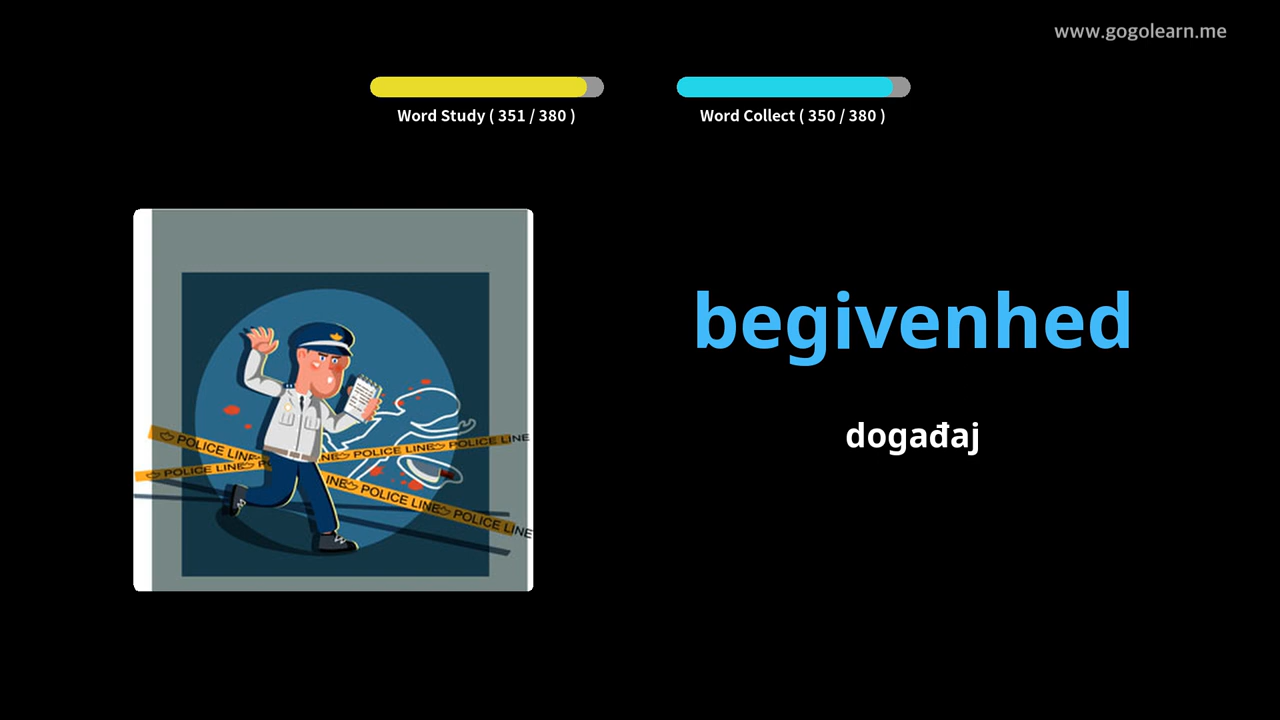 www.gogolearn.me
Word Study ( 351 / 380 )
Word Collect ( 350 / 380 )
begivenhed
događaj
POLICE LINE
POLICE LINE
POLICE LINE
POLICE LINE
POLICE LINE